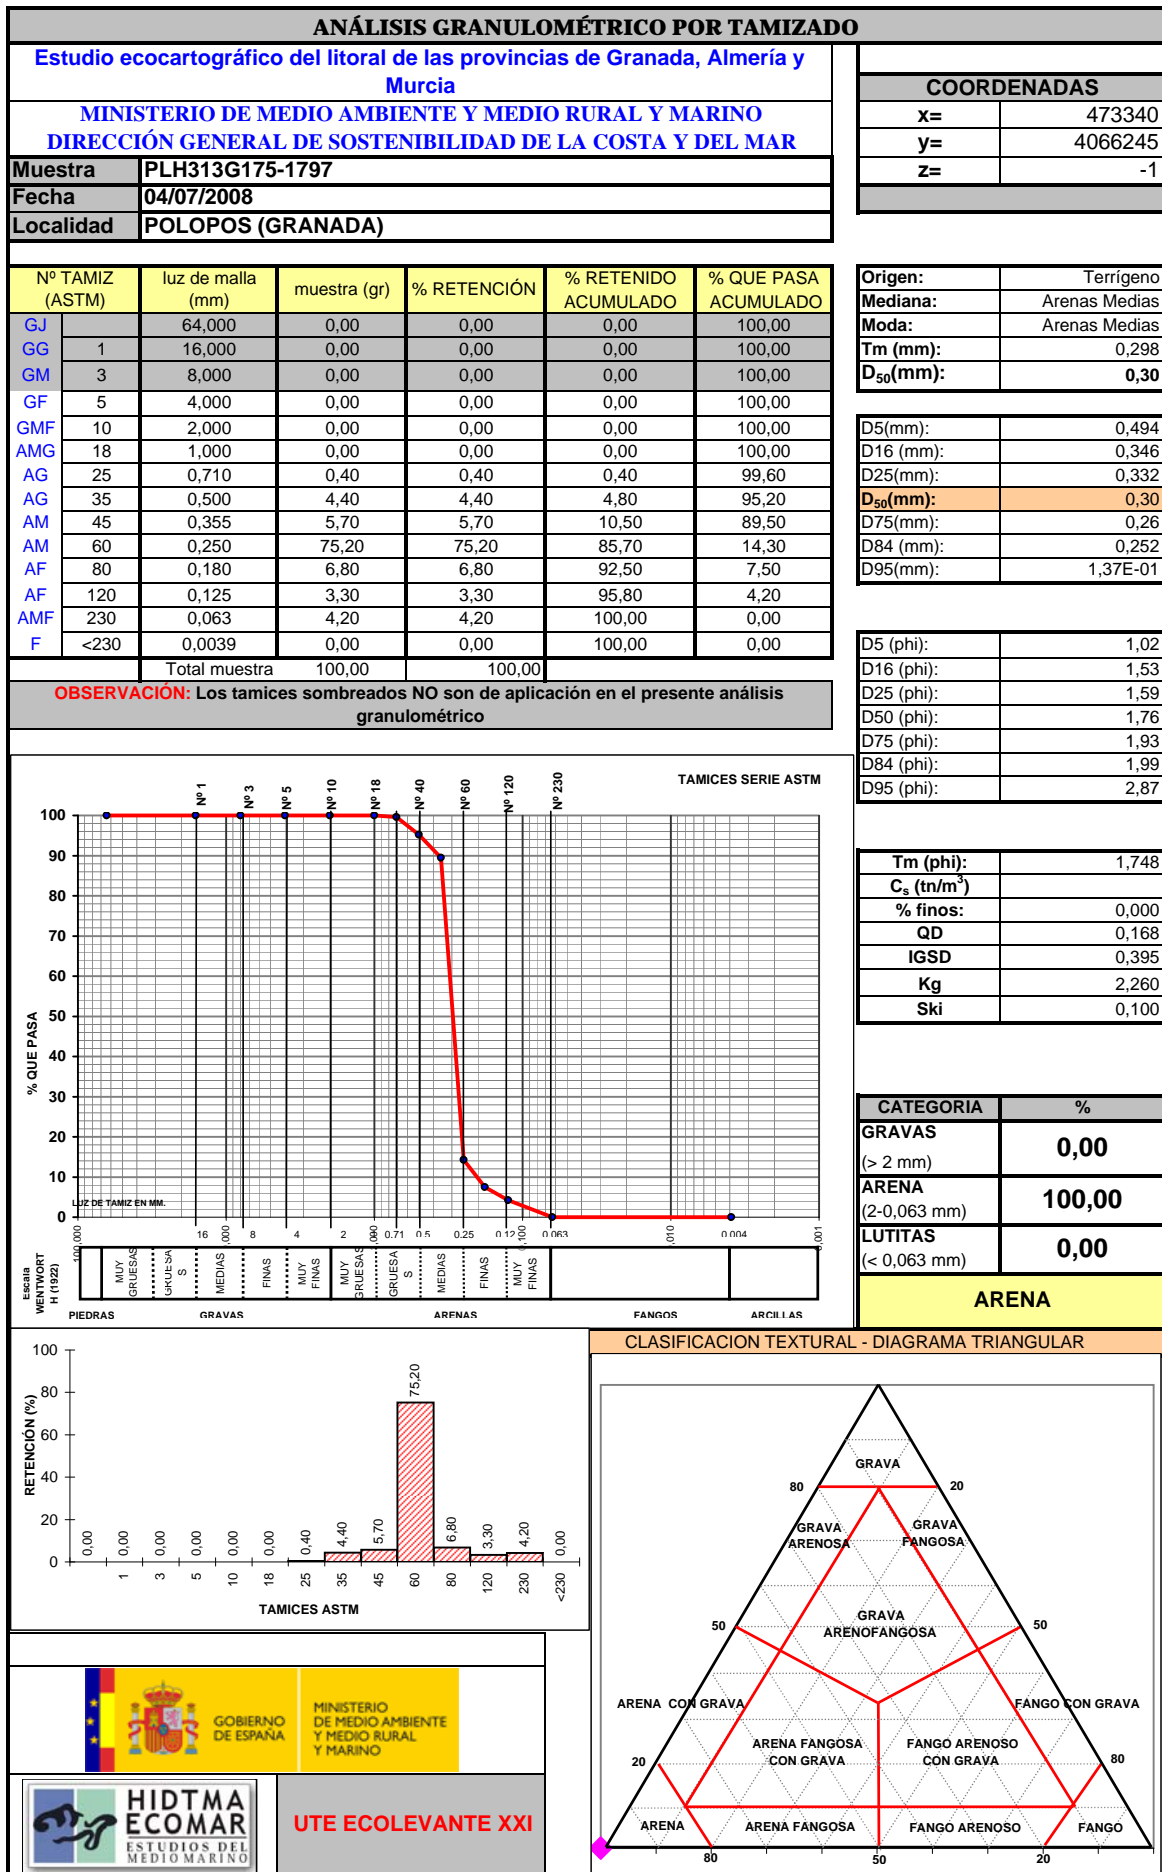 ANÁLISIS GRANULOMÉTRICO POR TAMIZADO
Estudio ecocartográfico del litoral de las provincias de Granada, Almería y
Murcia
MINISTERIO DE MEDIO AMBIENTE Y MEDIO RURAL Y MARINO
DIRECCIÓN GENERAL DE SOSTENIBILIDAD DE LA COSTA Y DEL MAR
Muestra PLH313G175-1797
Fecha 04/07/2008
Localidad POLOPOS (GRANADA)
COORDENADAS
x= 473340
y= 4066245
z= -1
Nº TAMIZ (ASTM) luz de malla (mm) muestra (gr) % RETENCIÓN % RETENIDO ACUMULADO % QUE PASA ACUMULADO
GJ 64,000 0,00 0,00 0,00 100,00
GG 1 16,000 0,00 0,00 0,00 100,00
GM 3 8,000 0,00 0,00 0,00 100,00
GF 5 4,000 0,00 0,00 0,00 100,00
GMF 10 2,000 0,00 0,00 0,00 100,00
AMG 18 1,000 0,00 0,00 0,00 100,00
AG 25 0,710 0,40 0,40 0,40 99,60
AG 35 0,500 4,40 4,40 4,80 95,20
AM 45 0,355 5,70 5,70 10,50 89,50
AM 60 0,250 75,20 75,20 85,70 14,30
AF 80 0,180 6,80 6,80 92,50 7,50
AF 120 0,125 3,30 3,30 95,80 4,20
AMF 230 0,063 4,20 4,20 100,00 0,00
F <230 0,0039 0,00 0,00 100,00 0,00
Total muestra 100,00 100,00
OBSERVACIÓN: Los tamices sombreados NO son de aplicación en el presente análisis
granulométrico
Origen: Terrígeno
Mediana: Arenas Medias
Moda: Arenas Medias
Tm (mm): 0,298
D50(mm): 0,30
D5(mm): 0,494
D16 (mm): 0,346
D25(mm): 0,332
D50(mm): 0,30
D75(mm): 0,26
D84 (mm): 0,252
D95(mm): 1,37E-01
D5 (phi): 1,02
D16 (phi): 1,53
D25 (phi): 1,59
D50 (phi): 1,76
D75 (phi): 1,93
D84 (phi): 1,99
D95 (phi): 2,87
Tm (phi): 1,748
Cs (tn/m3)
% finos: 0,000
QD 0,168
IGSD 0,395
Kg 2,260
Ski 0,100
CATEGORIA %
GRAVAS
(> 2 mm) 0,00
ARENA
(2-0,063 mm) 100,00
LUTITAS
(< 0,063 mm) 0,00
ARENA
TAMICES SERIE ASTM
Nº 1 Nº 3 Nº 5 Nº 10 Nº 18 Nº 40 Nº 60 Nº 120 Nº 230
% QUE PASA
100
90
80
70
60
50
40
30
20
10
0
LUZ DE TAMIZ EN MM.
100,000 16 8 4 2 0.71 0.5 0.25 0.12 0,100 0.063 0.004
Escala
WENTWORT
H (1922)
MUY GRUESAS
GRUESA S
MEDIAS
FINAS
MUY FINAS
MUY GRUESAS
GRUESA S
MEDIAS
FINAS
MUY FINAS
PIEDRAS GRAVAS ARENAS FANGOS ARCILLAS
RETENCIÓN (%)
100
80
60
40
20
0
0,00 0,00 0,00 0,00 0,00 0,00 0,40 4,40 5,70 75,20 6,80 3,30 4,20 0,00
1 3 5 10 18 25 35 45 60 80 120 230 <230
TAMICES ASTM
CLASIFICACION TEXTURAL - DIAGRAMA TRIANGULAR
GRAVA
80 20
GRAVA ARENOSA
GRAVA FANGOSA
GRAVA
ARENOFANGOSA
50 50
ARENA CON GRAVA
FANGO CON GRAVA
ARENA FANGOSA
CON GRAVA
FANGO ARENOSO
CON GRAVA
20 80
ARENA ARENA FANGOSA FANGO ARENOSO FANGO
80 50 20
GOBIERNO
DE ESPAÑA
MINISTERIO
DE MEDIO AMBIENTE
Y MEDIO RURAL
Y MARINO
HIDTMA
ECOMAR
ESTUDIOS DEL
MEDIO MARINO
UTE ECOLEVANTE XXI